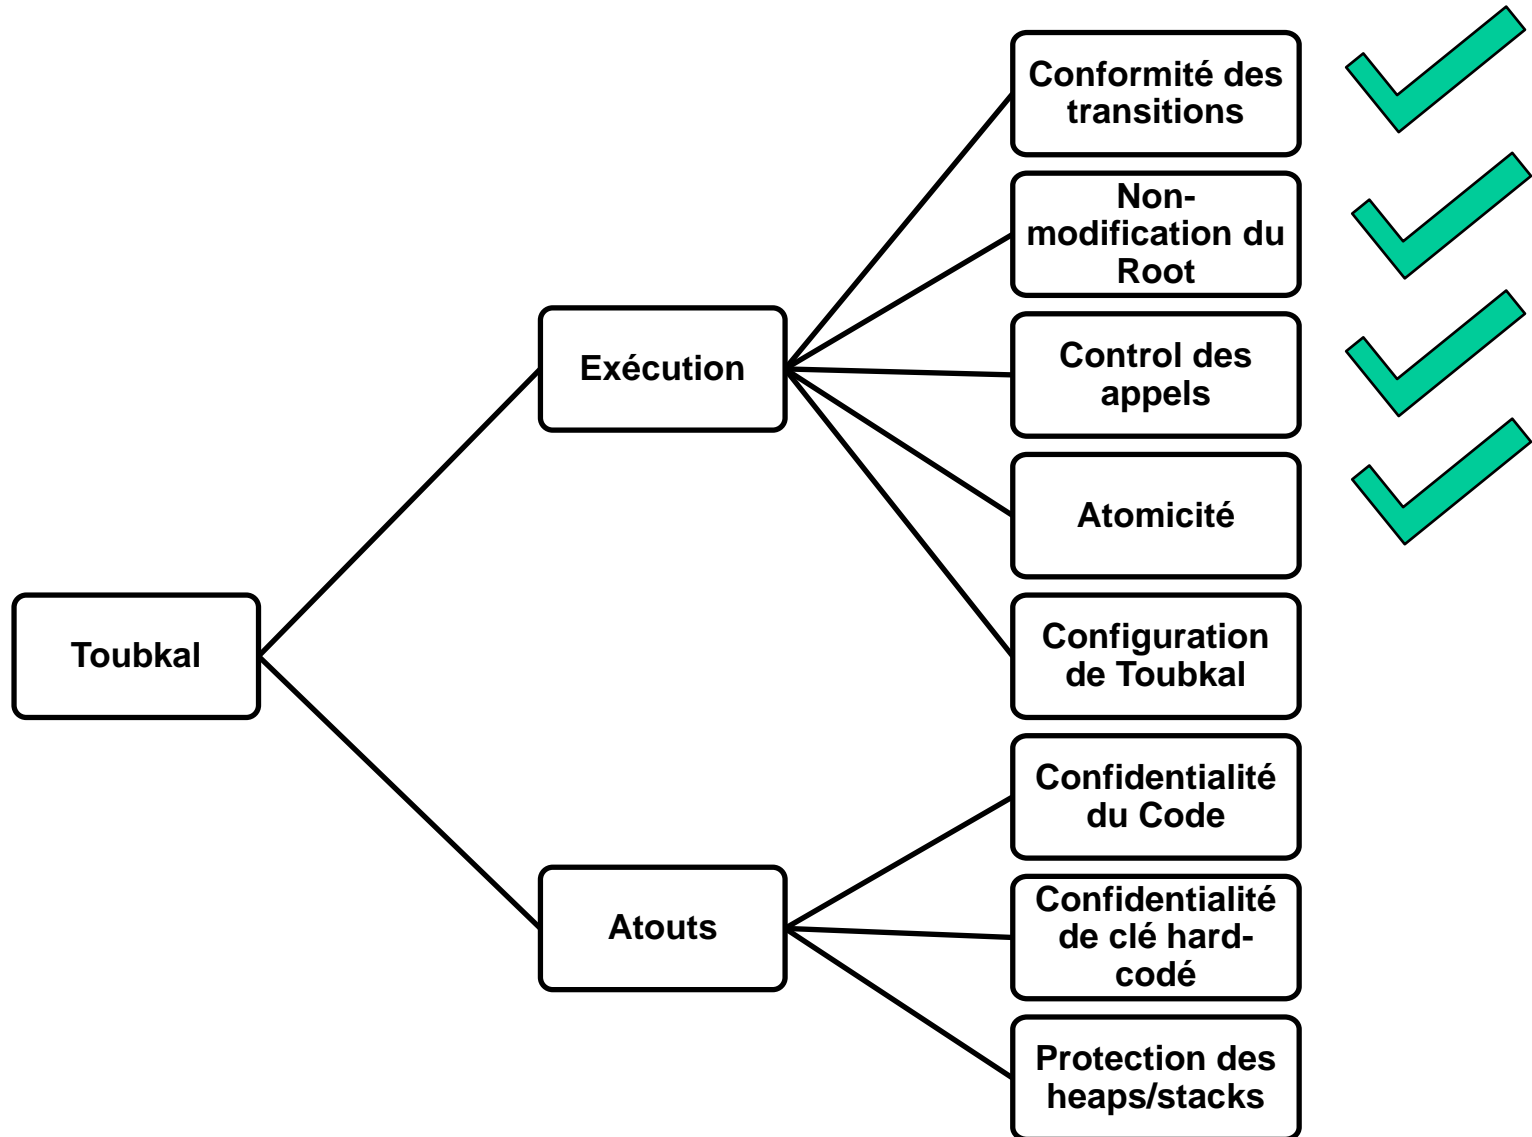 Conformité des
transitions
Non-
modification du
Root
Control des
appels
Exécution
Atomicité
Configuration
de Toubkal
Toubkal
Confidentialité
du Code
Confidentialité
de clé hard-
codé
Atouts
Protection des
heaps/stacks